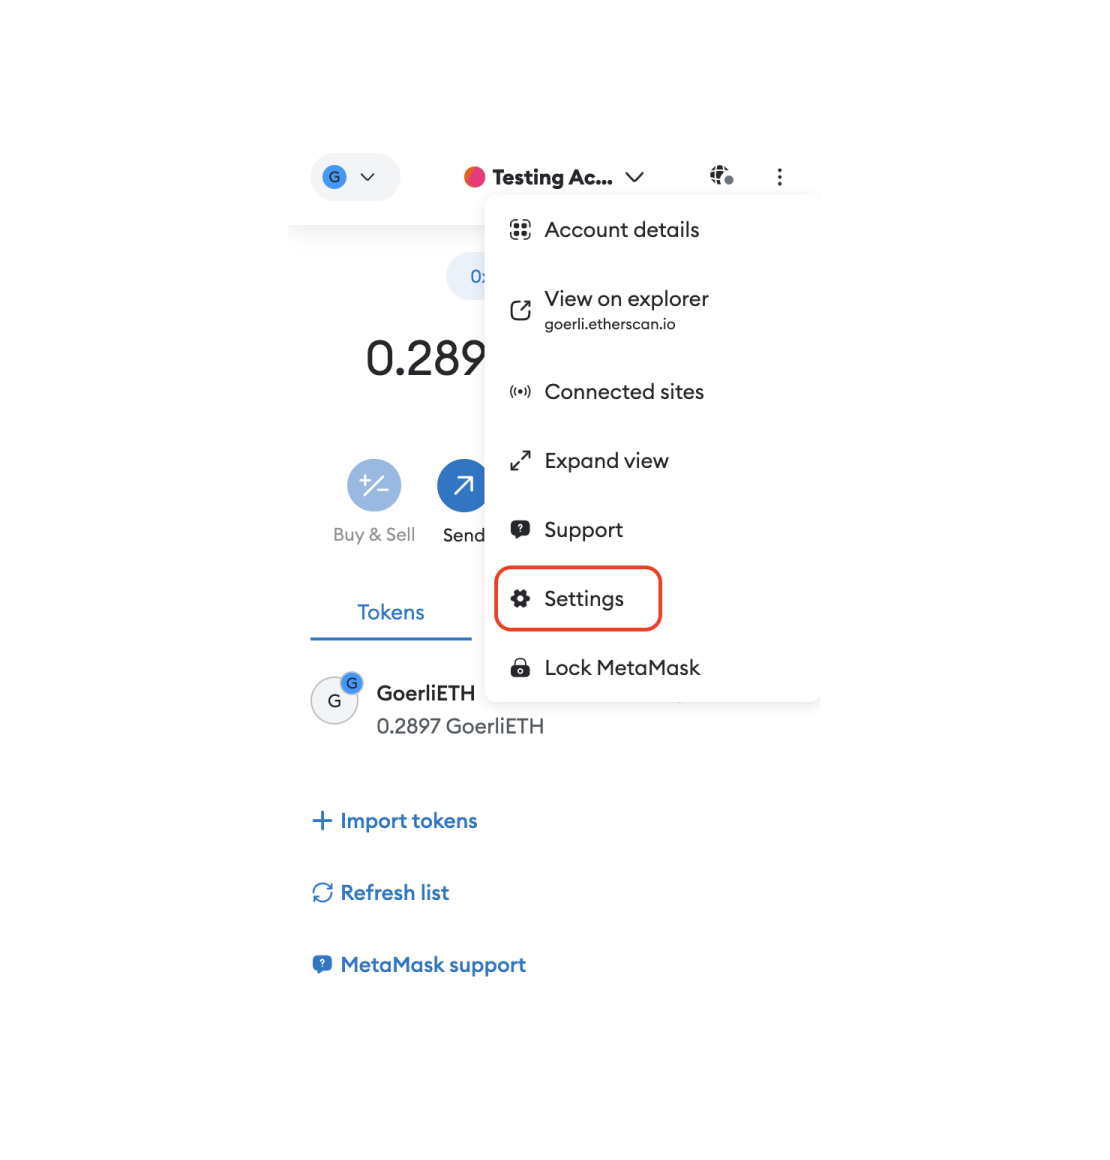 G
Testing Ac...
Account details
View on explorer
goerli.etherscan.io
Connected sites
Expand view
Support
Settings
Lock MetaMask
0x
0.289
Buy & Sell
Send
Tokens
G
G
GoerliETH
0.2897 GoerliETH
Import tokens
Refresh list
MetaMask support